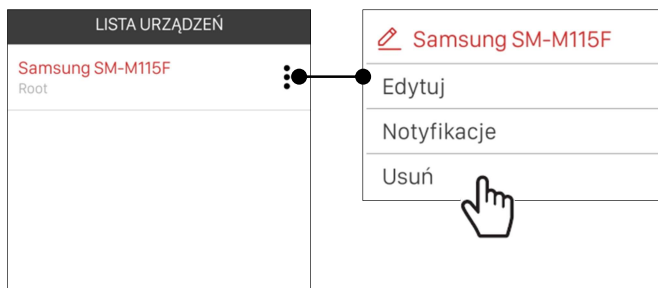 LISTA URZĄDZEŃ
Samsung SM-M115F
Root
Samsung SM-M115F
Edytuj
Notyfikacje
Usuń